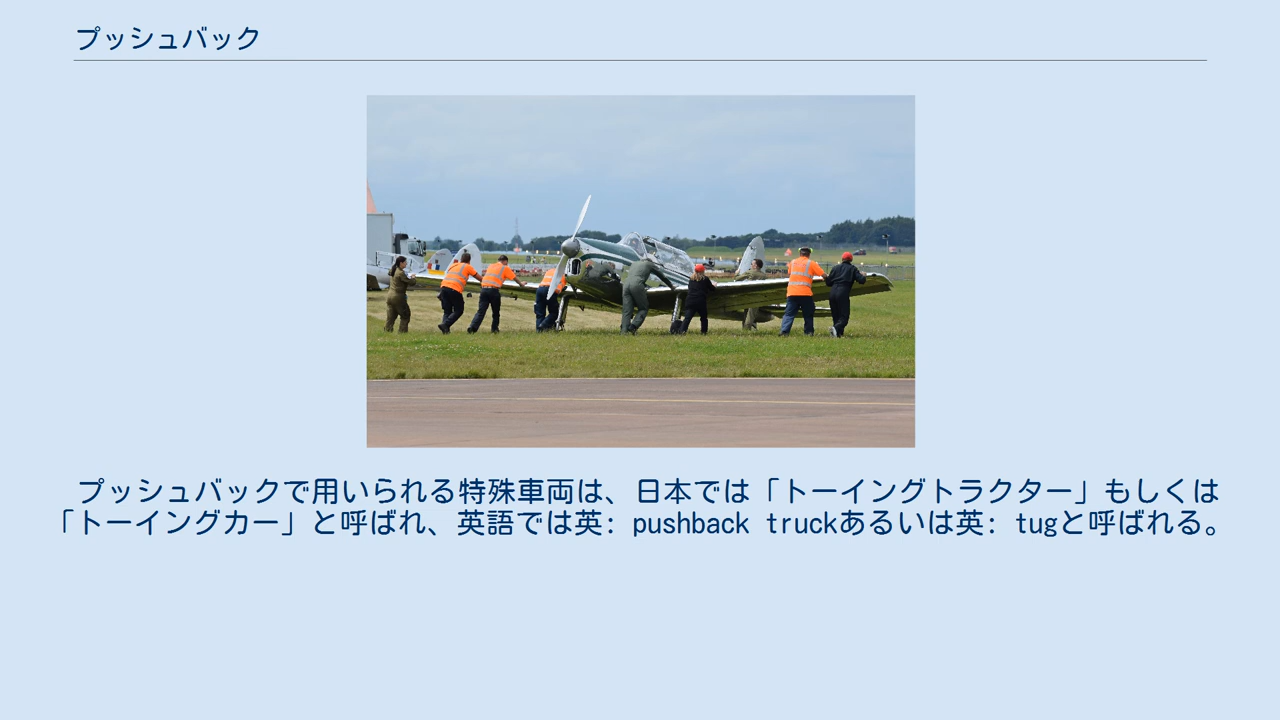 プッシュバック
プッシュバックで用いられる特殊車両は、日本では「トーイングトラクター」もしくは
「トーイングカー」と呼ばれ、英語では英: pushback truckあるいは英: tugと呼ばれる。